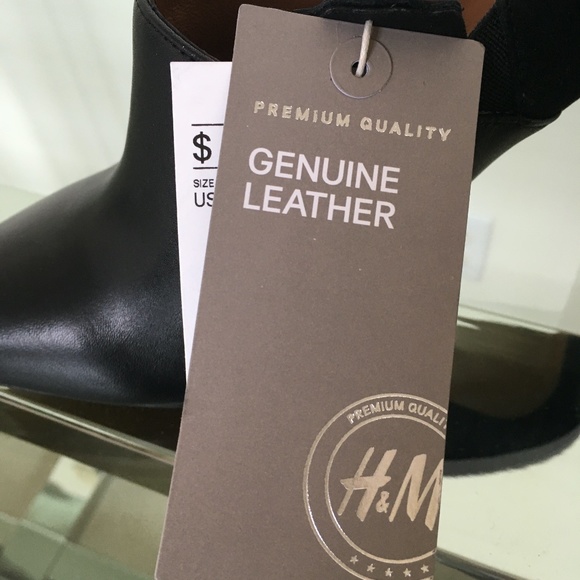 PREMIUM QUALITY
GENUINE
LEATHER
$
SIZE
US
PREMIUM QUALITY
H&M